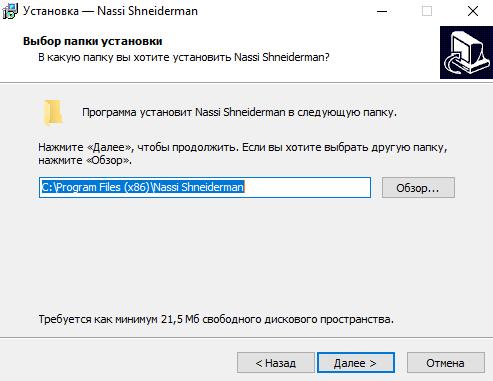 Установка — Nassi Shneiderman
Выбор папки установки
В какую папку вы хотите установить Nassi Shneiderman?
Программа установит Nassi Shneiderman в следующую папку.
Нажмите «Далее», чтобы продолжить. Если вы хотите выбрать другую папку,
нажмите «Обзор».
C:\Program Files (x86)\Nassi Shneiderman
Обзор...
Требуется как минимум 21,5 Мб свободного дискового пространства.
< Назад
Далее >
Отмена